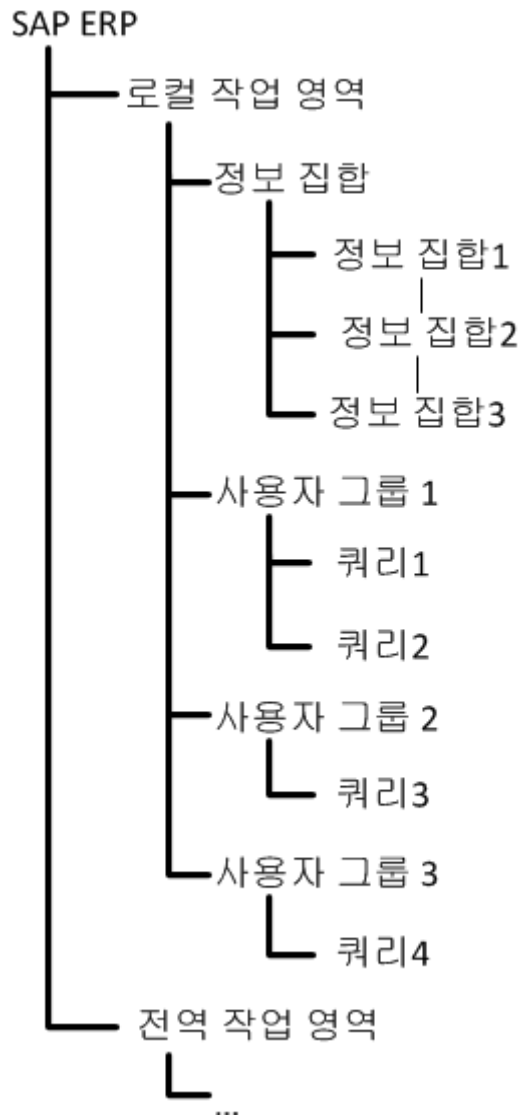 SAP ERP
로컬 작업 영역
정보 집합
정보 집합1
정보 집합2
정보 집합3
사용자 그룹 1
쿼리1
쿼리2
사용자 그룹 2
쿼리3
사용자 그룹 3
쿼리4
전역 작업 영역
...